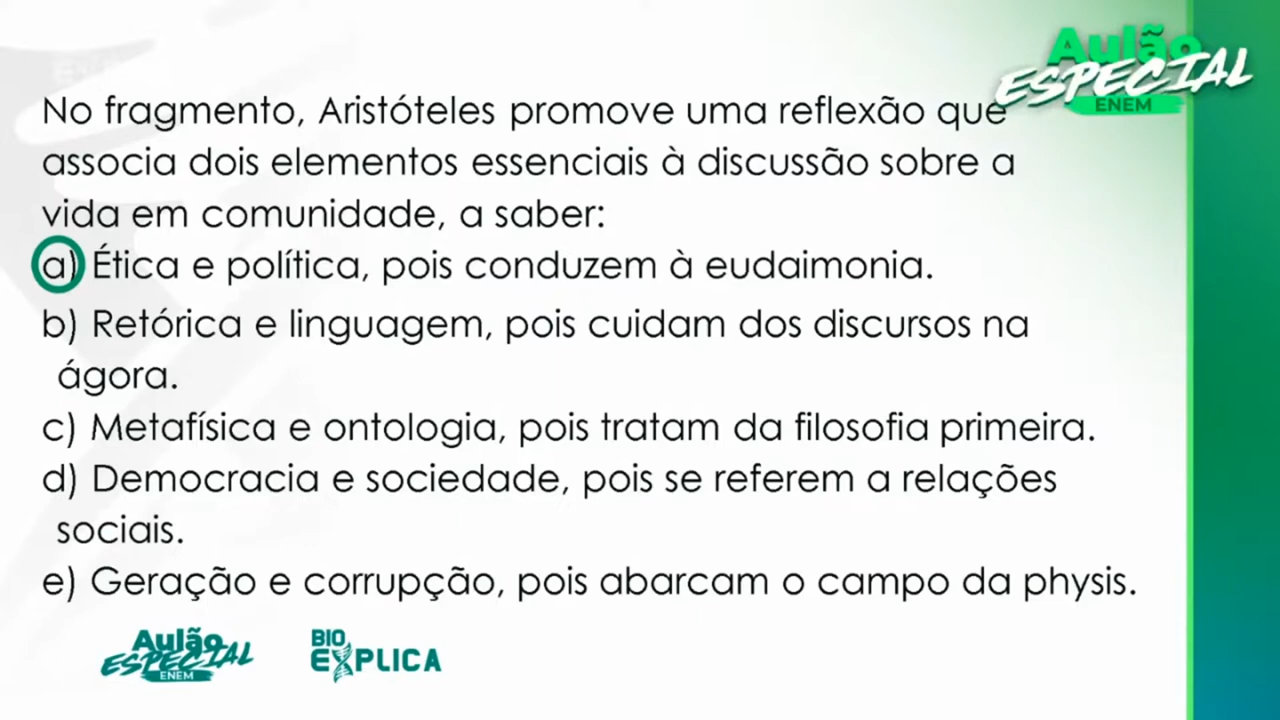 Aulão
ESPECIAL
ENEM
No fragmento, Aristóteles promove uma reflexão que
associa dois elementos essenciais à discussão sobre a
vida em comunidade, a saber:
a) Ética e política, pois conduzem à eudaimonia.
b) Retórica e linguagem, pois cuidam dos discursos na
ágora.
c) Metafísica e ontologia, pois tratam da filosofia primeira.
d) Democracia e sociedade, pois se referem a relações
sociais.
e) Geração e corrupção, pois abarcam o campo da physis.
Aulão
ESPECIAL
ENEM
BIO
EXPLICA